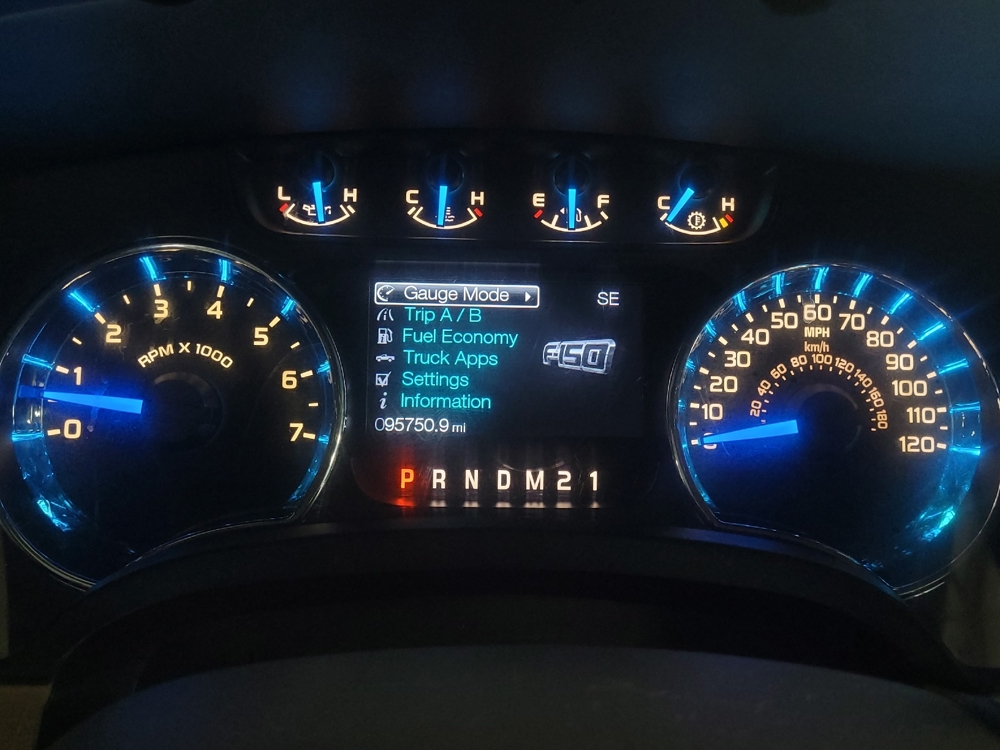 L H
C H
E F
C H
Gauge Mode
SE
Trip A / B
Fuel Economy
F-150
Truck Apps
Settings
Information
095750.9 mi
P R N D M 2 1
0 1 2 3 4 5 6 7
RPM X 1000
0 10 20 30 40 50 60 70 80 90 100 110 120
MPH
km/h
20 40 60 80 100 120 140 160 180